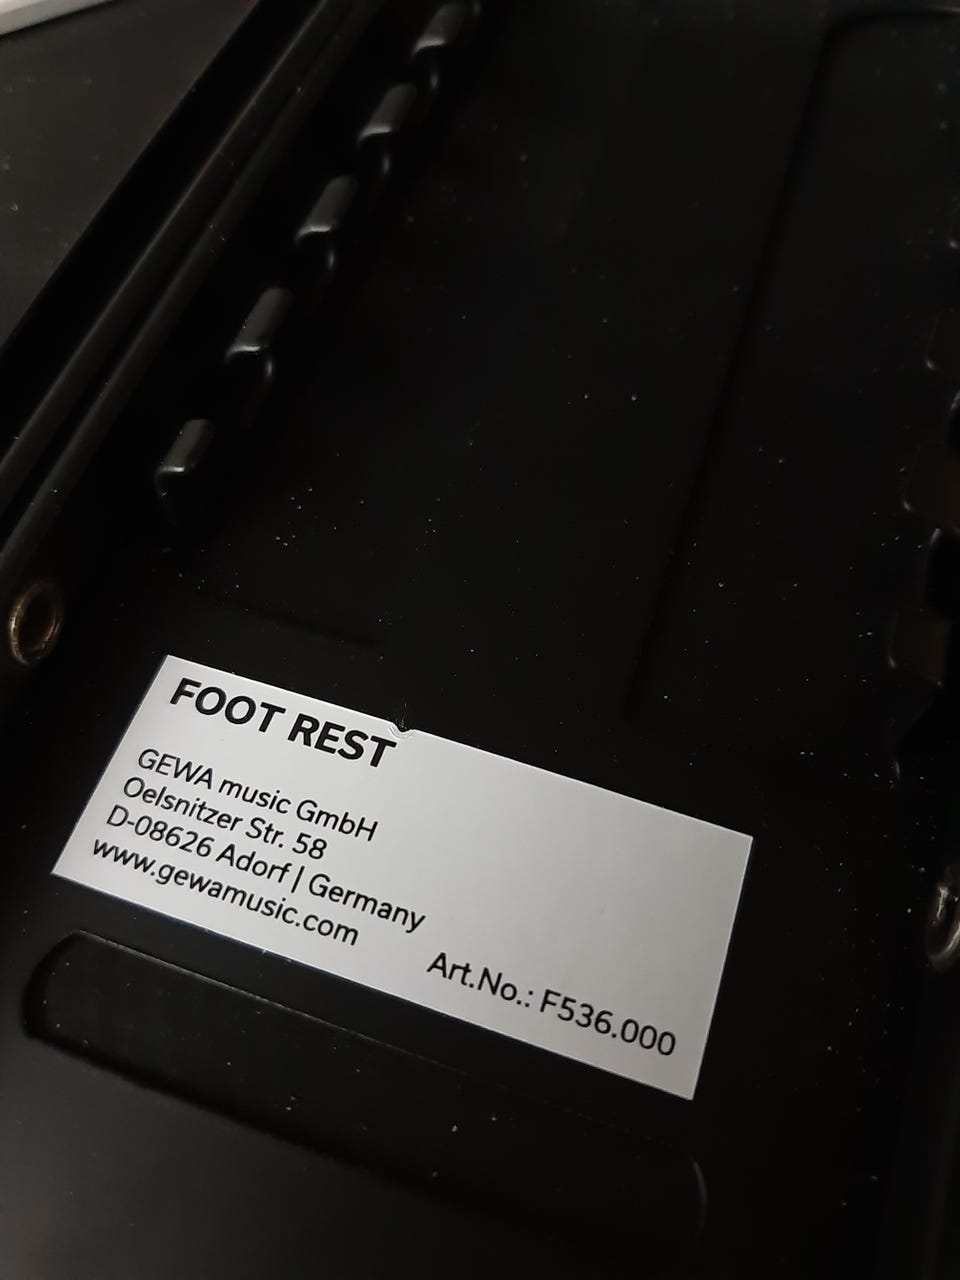 FOOT REST
GEWA music GmbH
Oelsnitzer Str. 58
D-08626 Adorf | Germany
www.gewamusic.com
Art.No.: F536.000